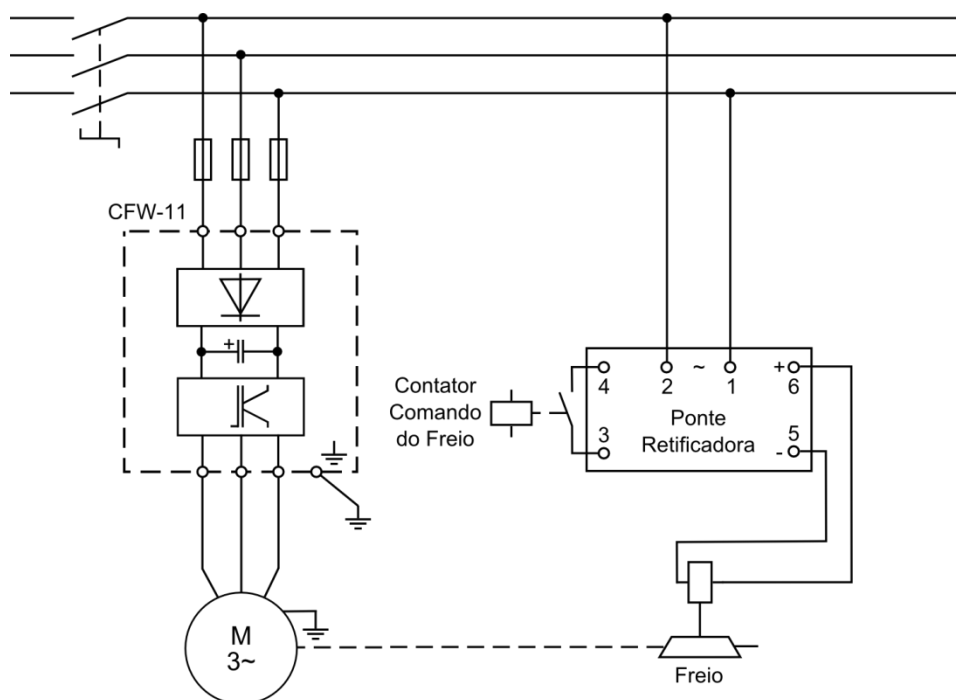 CFW-11
+
Contator
Comando
do Freio
4 2 ~ 1 + 6
Ponte
Retificadora
3 5
-
M
3~
Freio